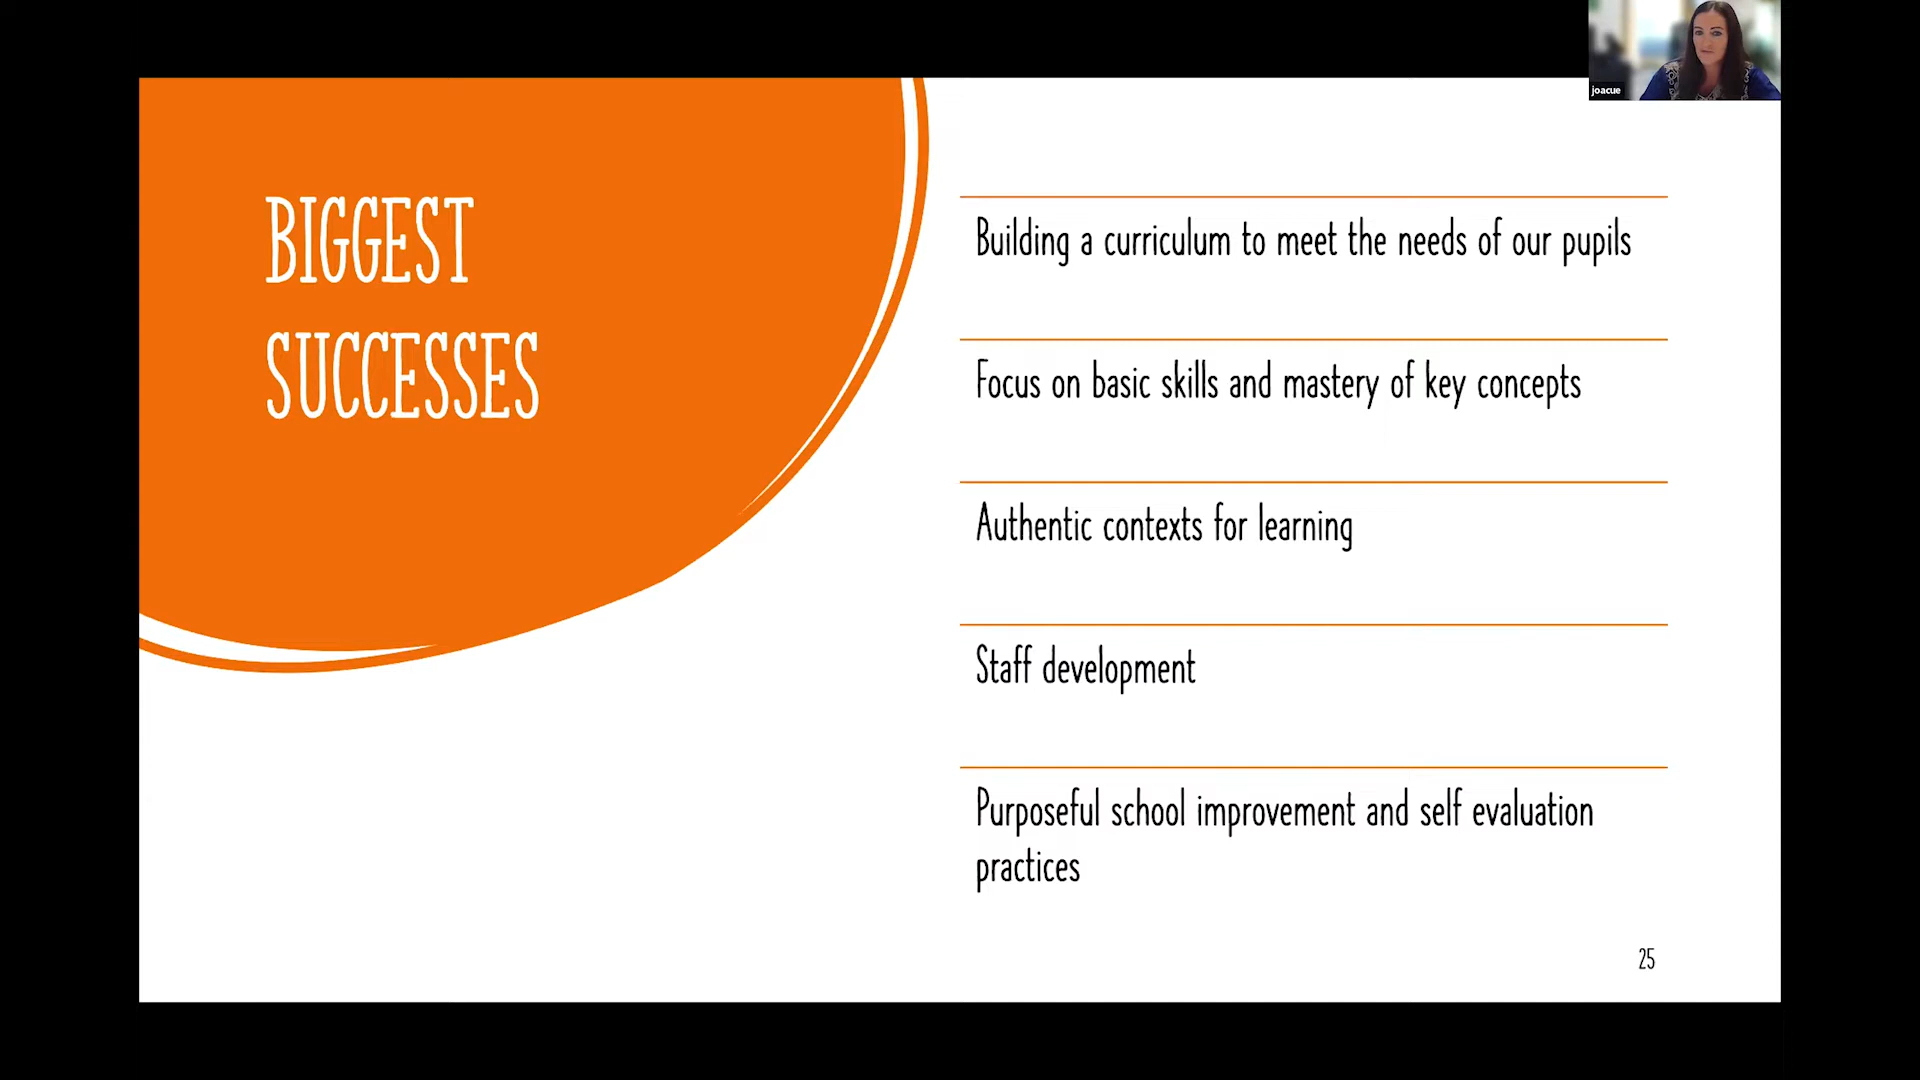 joacue
BIGGEST
SUCCESSES
Building a curriculum to meet the needs of our pupils
Focus on basic skills and mastery of key concepts
Authentic contexts for learning
Staff development
Purposeful school improvement and self evaluation
practices
25